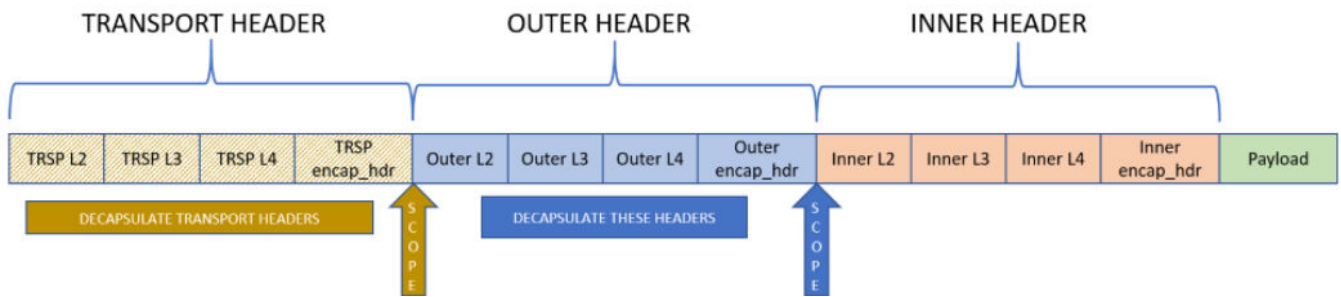 TRANSPORT HEADER
OUTER HEADER
INNER HEADER
TRSP L2
TRSP L3
TRSP L4
TRSP
encap_hdr
Outer L2
Outer L3
Outer L4
Outer
encap_hdr
Inner L2
Inner L3
Inner L4
Inner
encap_hdr
Payload
DECAPSULATE TRANSPORT HEADERS
SCOPE
DECAPSULATE THESE HEADERS
SCOPE